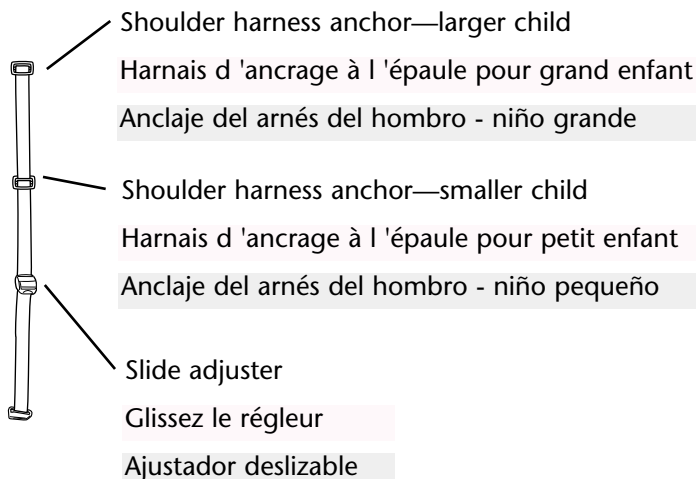 Shoulder harness anchor—larger child
Harnais d 'ancrage à l 'épaule pour grand enfant
Anclaje del arnés del hombro - niño grande
Shoulder harness anchor—smaller child
Harnais d 'ancrage à l 'épaule pour petit enfant
Anclaje del arnés del hombro - niño pequeño
Slide adjuster
Glissez le régleur
Ajustador deslizable